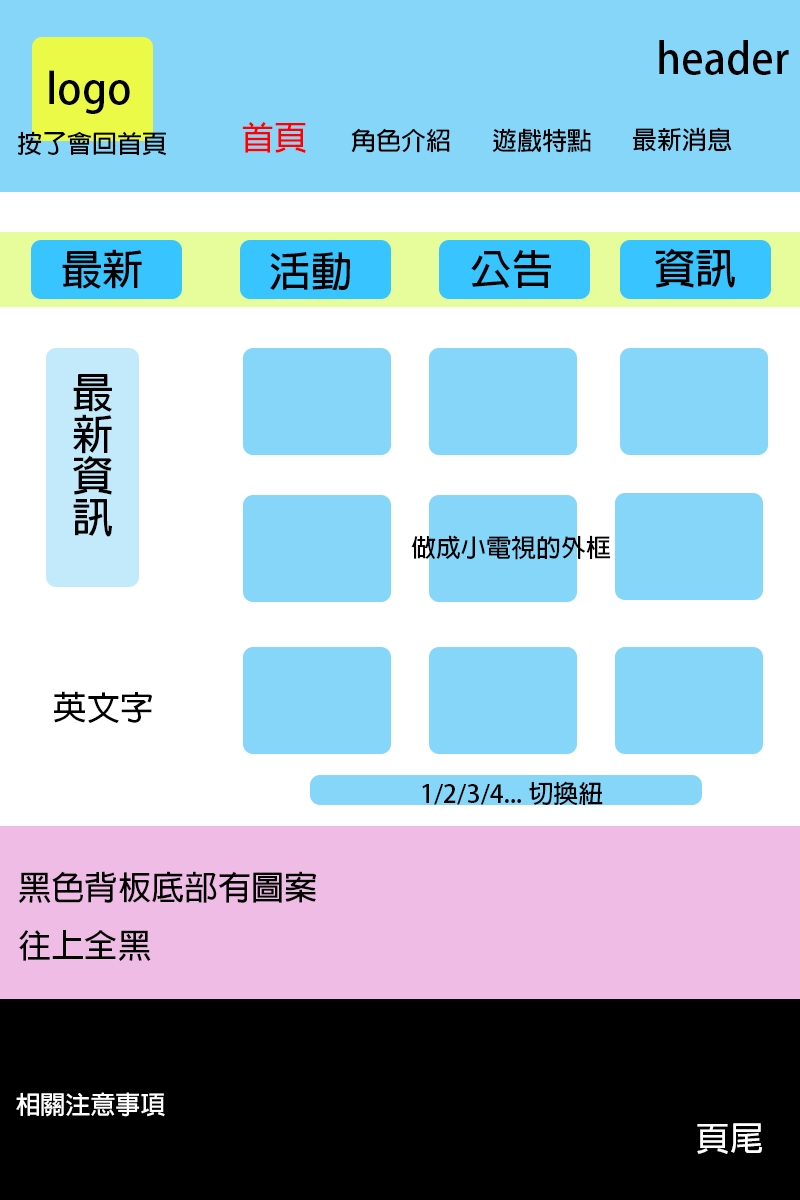 header
logo
按了會回首頁
首頁
角色介紹
遊戲特點
最新消息
最新
活動
公告
資訊
最新資訊
做成小電視的外框
英文字
1/2/3/4... 切換紐
黑色背板底部有圖案
往上全黑
相關注意事項
頁尾